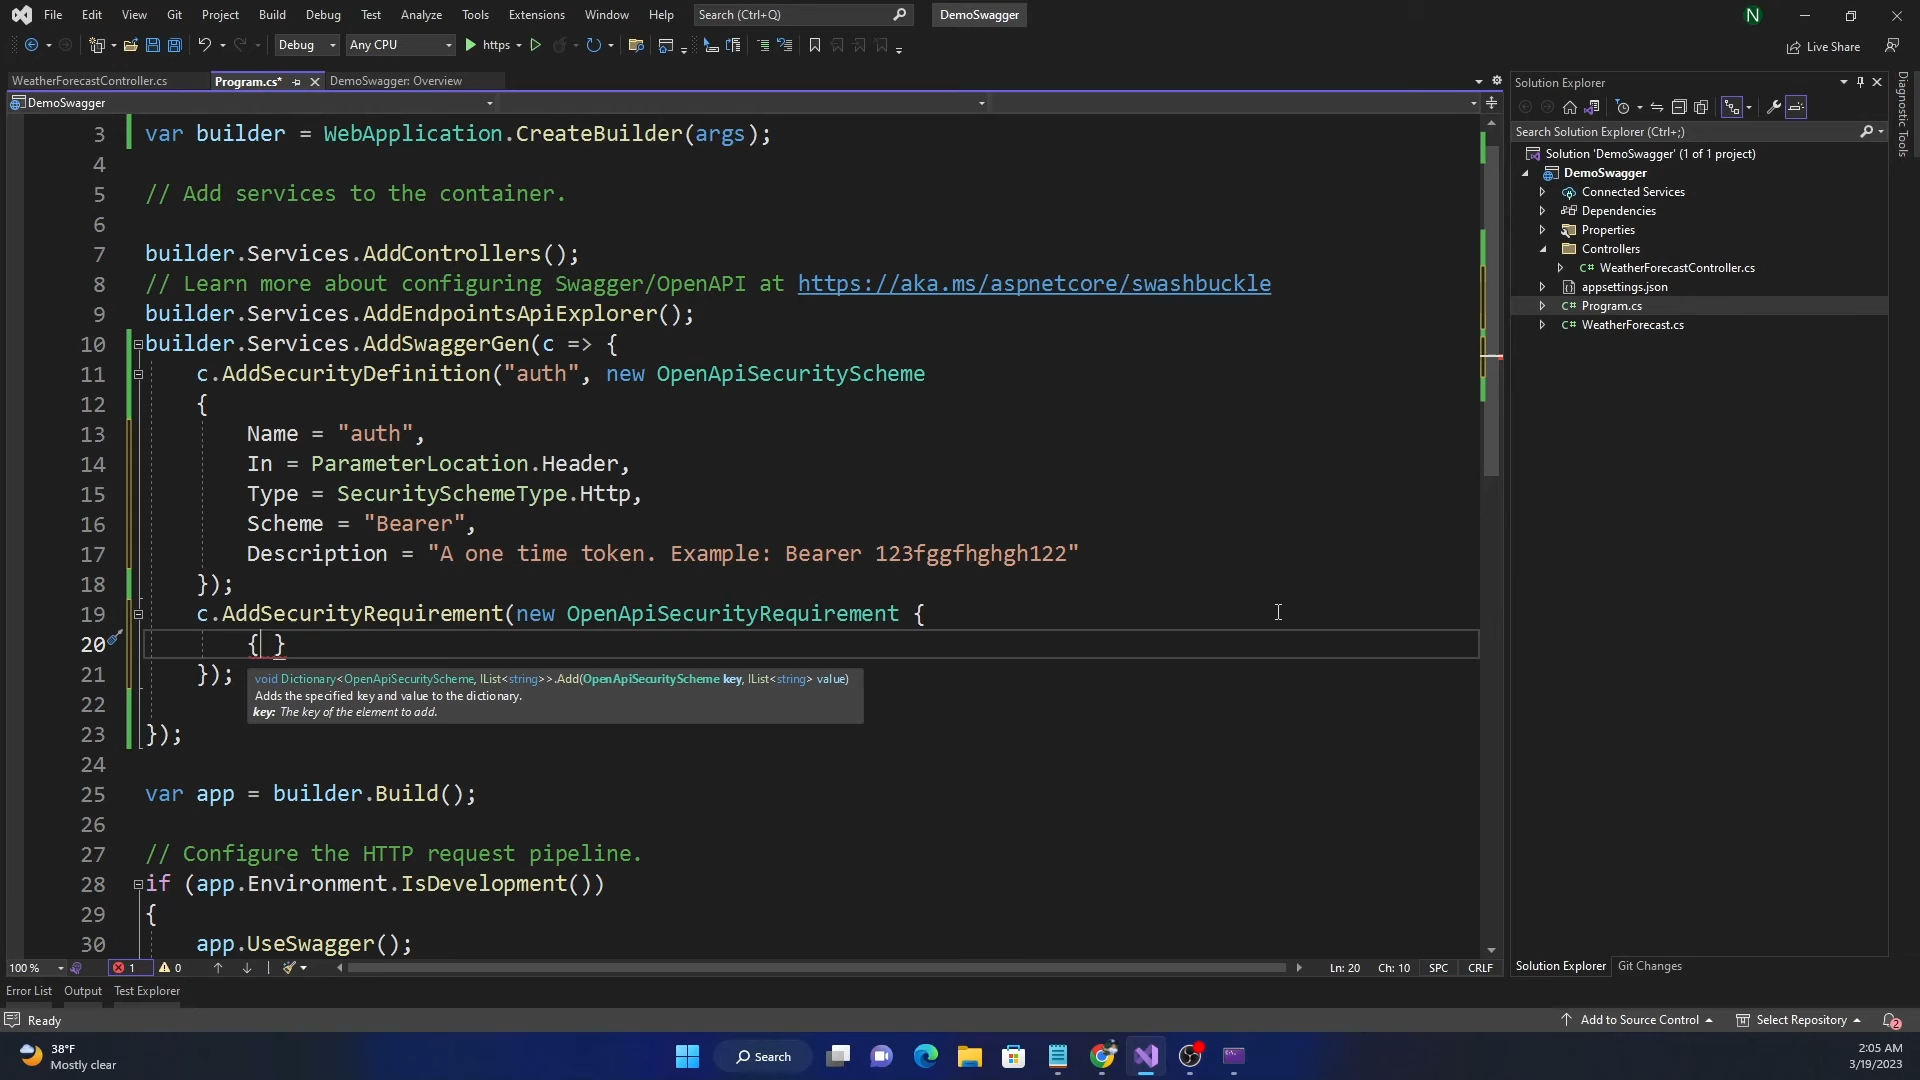 File Edit View Git Project Build Debug Test Analyze Tools Extensions Window Help Search (Ctrl+Q) DemoSwagger N
Debug Any CPU https Live Share
WeatherForecastController.cs Program.cs* DemoSwagger: Overview
DemoSwagger
3 var builder = WebApplication.CreateBuilder(args);
4
5 // Add services to the container.
6
7 builder.Services.AddControllers();
8 // Learn more about configuring Swagger/OpenAPI at https://aka.ms/aspnetcore/swashbuckle
9 builder.Services.AddEndpointsApiExplorer();
10 builder.Services.AddSwaggerGen(c => {
11 c.AddSecurityDefinition("auth", new OpenApiSecurityScheme
12 {
13 Name = "auth",
14 In = ParameterLocation.Header,
15 Type = SecuritySchemeType.Http,
16 Scheme = "Bearer",
17 Description = "A one time token. Example: Bearer 123fggfhghgh122"
18 });
19 c.AddSecurityRequirement(new OpenApiSecurityRequirement {
20 { }
21 });
void Dictionary<OpenApiSecurityScheme, IList<string>>.Add(OpenApiSecurityScheme key, IList<string> value)
Adds the specified key and value to the dictionary.
key: The key of the element to add.
22
23 });
24
25 var app = builder.Build();
26
27 // Configure the HTTP request pipeline.
28 if (app.Environment.IsDevelopment())
29 {
30 app.UseSwagger();
100 % 1 0 Ln: 20 Ch: 10 SPC CRLF
Solution Explorer
Search Solution Explorer (Ctrl+;)
Solution 'DemoSwagger' (1 of 1 project)
DemoSwagger
Connected Services
Dependencies
Properties
Controllers
C# WeatherForecastController.cs
appsettings.json
C# Program.cs
C# WeatherForecast.cs
Solution Explorer Git Changes
Diagnostic Tools
Error List Output Test Explorer
Ready Add to Source Control Select Repository 2
38°F
Mostly clear
Search
2:05 AM
3/19/2023